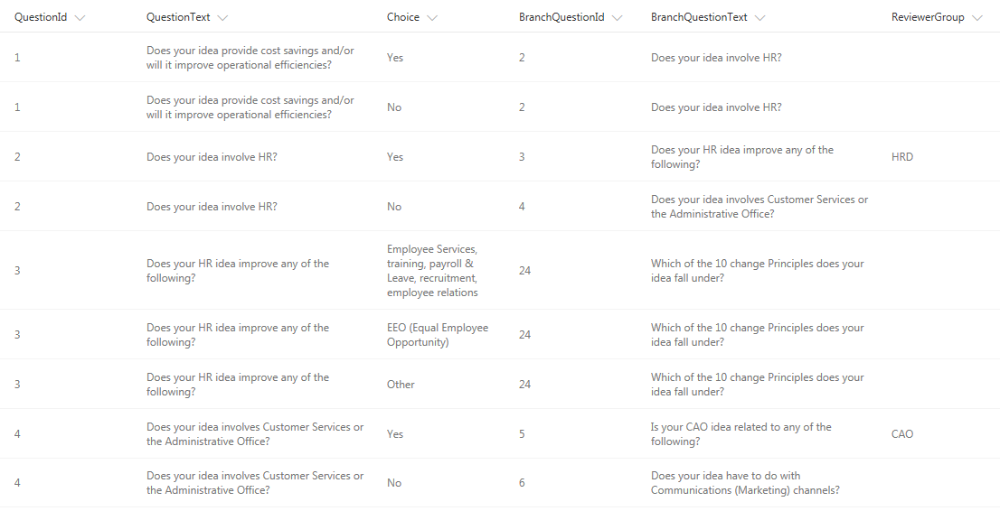 QuestionId QuestionText Choice BranchQuestionId BranchQuestionText ReviewerGroup
1 Does your idea provide cost savings and/or will it improve operational efficiencies? Yes 2 Does your idea involve HR?
1 Does your idea provide cost savings and/or will it improve operational efficiencies? No 2 Does your idea involve HR?
2 Does your idea involve HR? Yes 3 Does your HR idea improve any of the following? HRD
2 Does your idea involve HR? No 4 Does your idea involves Customer Services or the Administrative Office?
3 Does your HR idea improve any of the following? Employee Services, training, payroll & Leave, recruitment, employee relations 24 Which of the 10 change Principles does your idea fall under?
3 Does your HR idea improve any of the following? EEO (Equal Employee Opportunity) 24 Which of the 10 change Principles does your idea fall under?
3 Does your HR idea improve any of the following? Other 24 Which of the 10 change Principles does your idea fall under?
4 Does your idea involves Customer Services or the Administrative Office? Yes 5 Is your CAO idea related to any of the following? CAO
4 Does your idea involves Customer Services or the Administrative Office? No 6 Does your idea have to do with Communications (Marketing) channels?